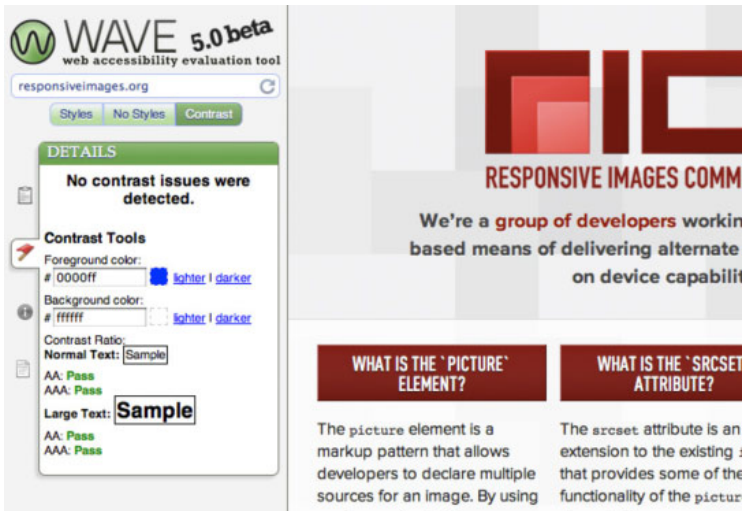 WAVE 5.0 beta
web accessibility evaluation tool
responsiveimages.org
Styles No Styles Contrast
DETAILS
No contrast issues were
detected.
Contrast Tools
Foreground color:
# 0000ff lighter | darker
Background color:
# ffffff lighter | darker
Contrast Ratio:
Normal Text: Sample
AA: Pass
AAA: Pass
Large Text: Sample
AA: Pass
AAA: Pass
RIC
RESPONSIVE IMAGES COMM
We're a group of developers workin
based means of delivering alternate
on device capabilit
WHAT IS THE `PICTURE`
ELEMENT?
The picture element is a
markup pattern that allows
developers to declare multiple
sources for an image. By using
WHAT IS THE `SRCSET
ATTRIBUTE?
The srcset attribute is an
extension to the existing i
that provides some of the
functionality of the picture